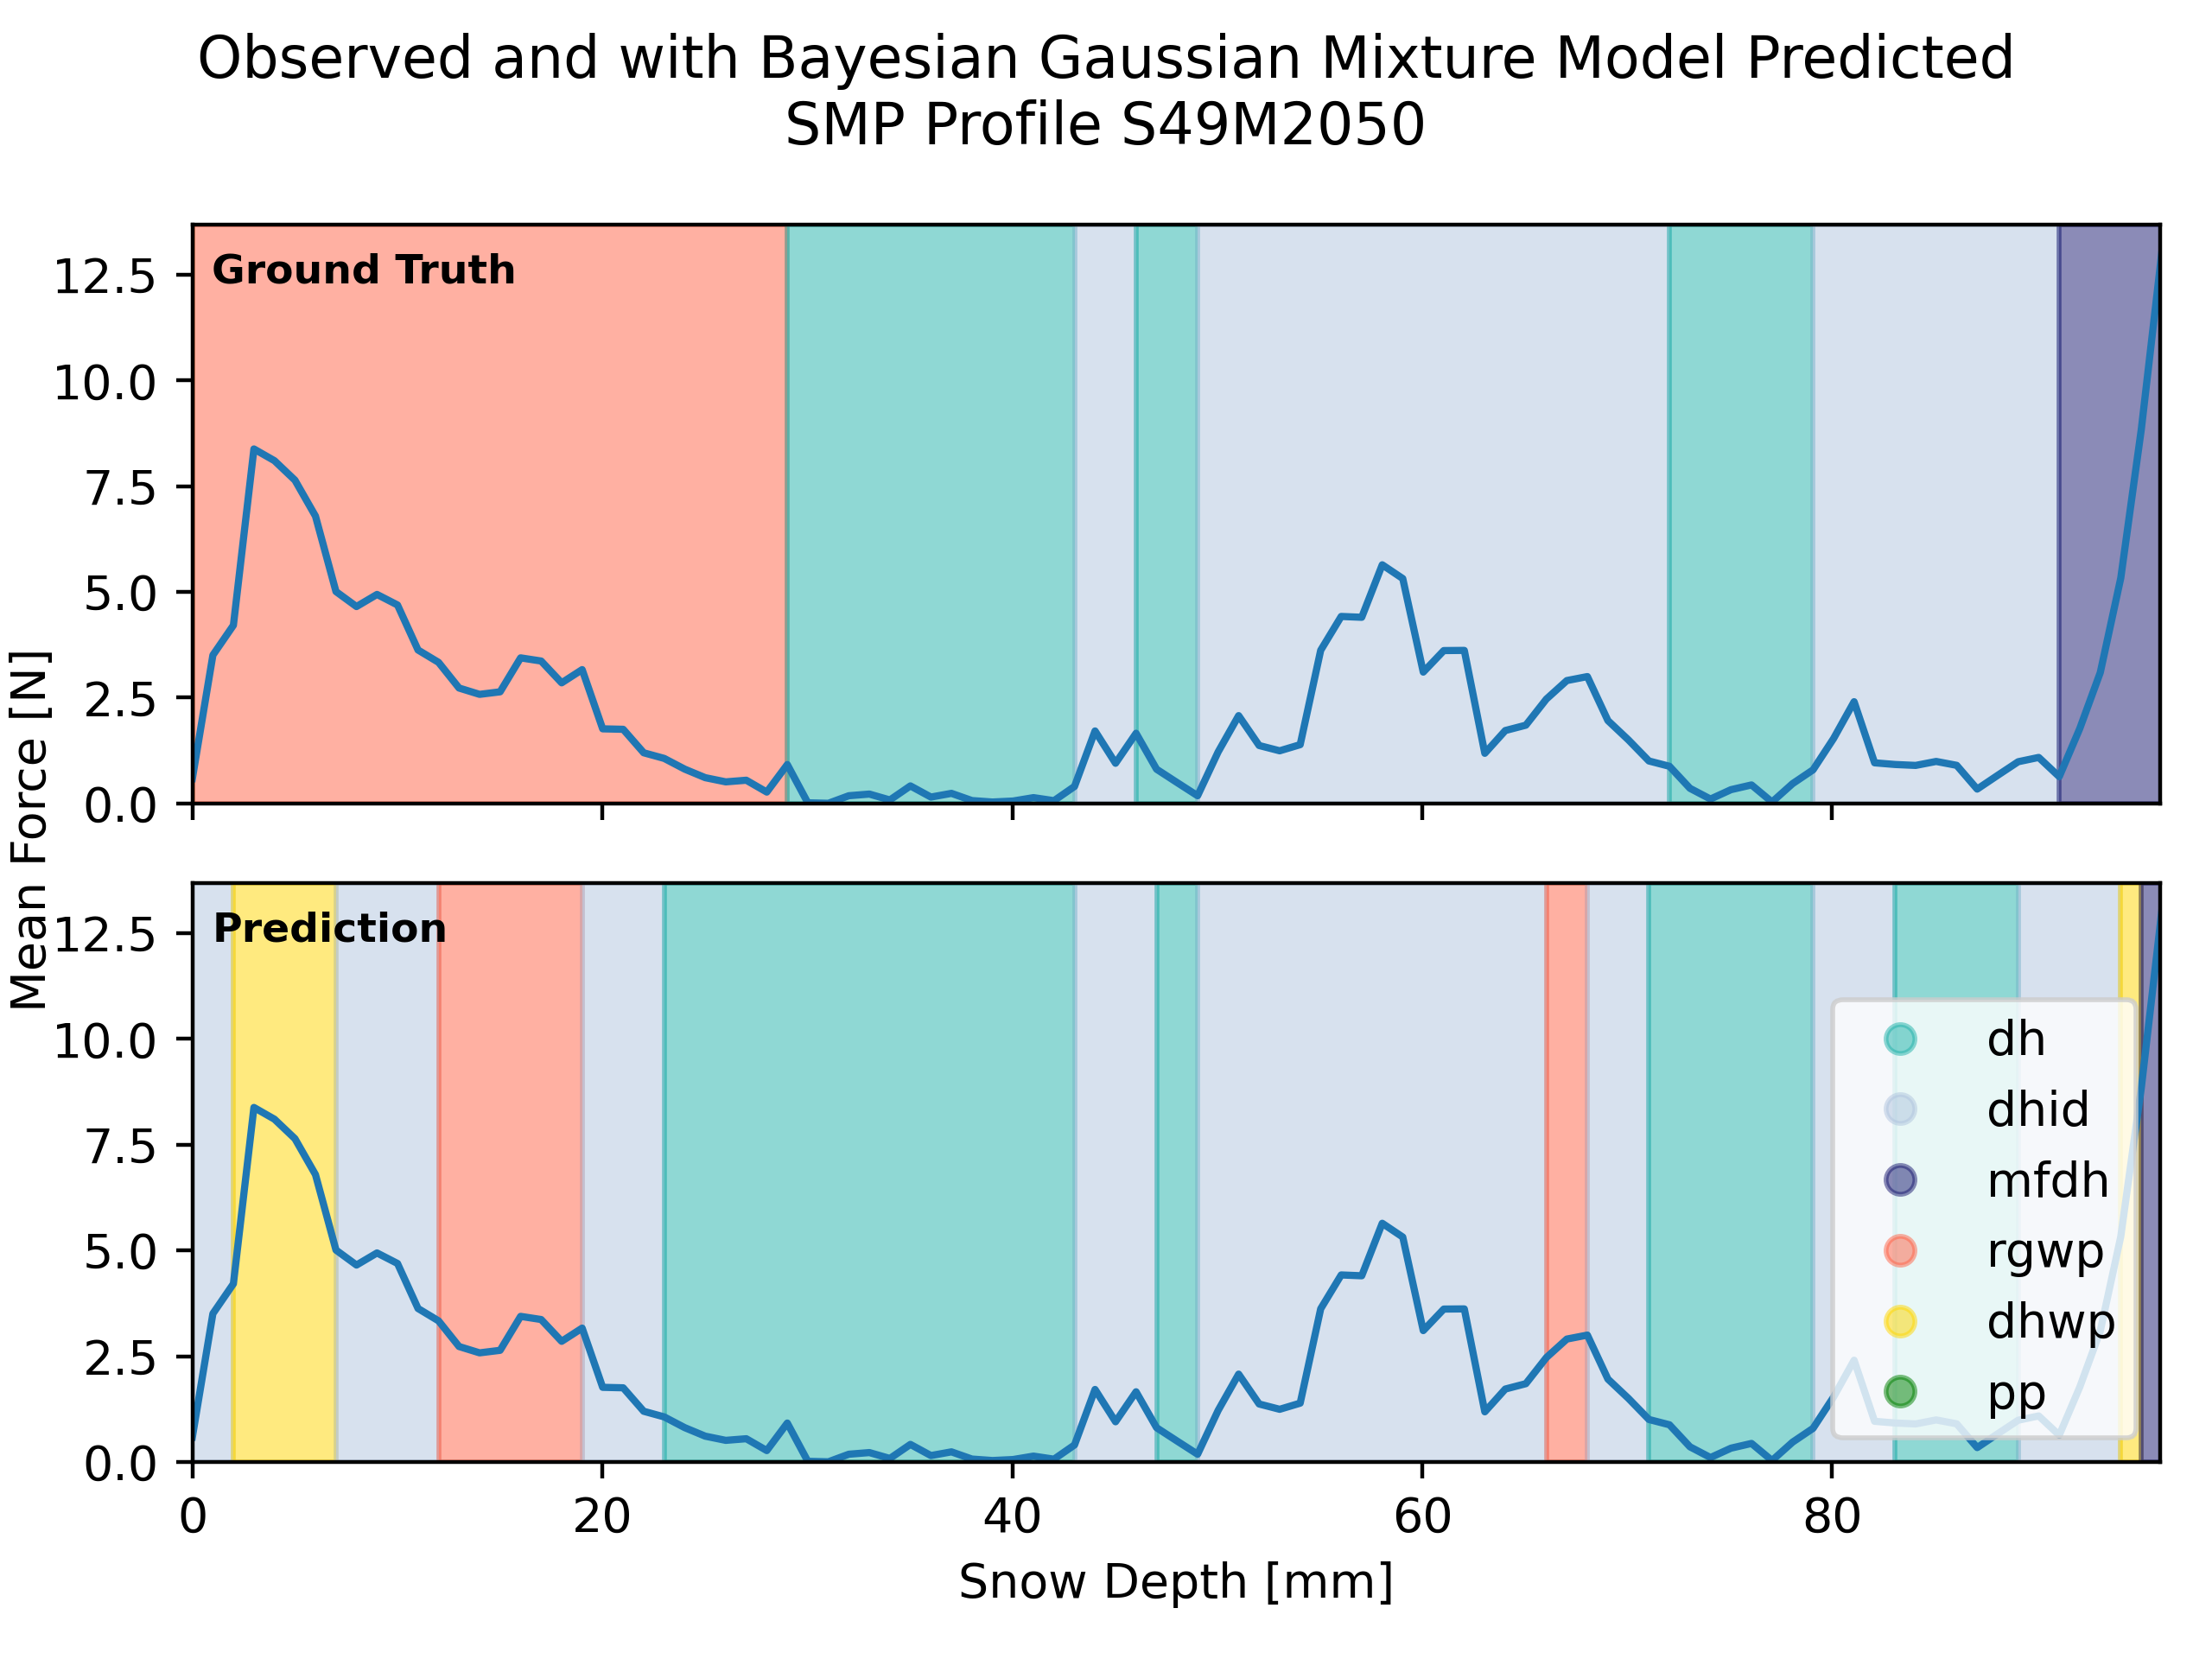 Observed and with Bayesian Gaussian Mixture Model Predicted
SMP Profile S49M2050
Mean Force [N]
Ground Truth
12.5
10.0
7.5
5.0
2.5
0.0
Prediction
12.5
10.0
7.5
5.0
2.5
0.0
dh
dhid
mfdh
rgwp
dhwp
pp
0 20 40 60 80
Snow Depth [mm]